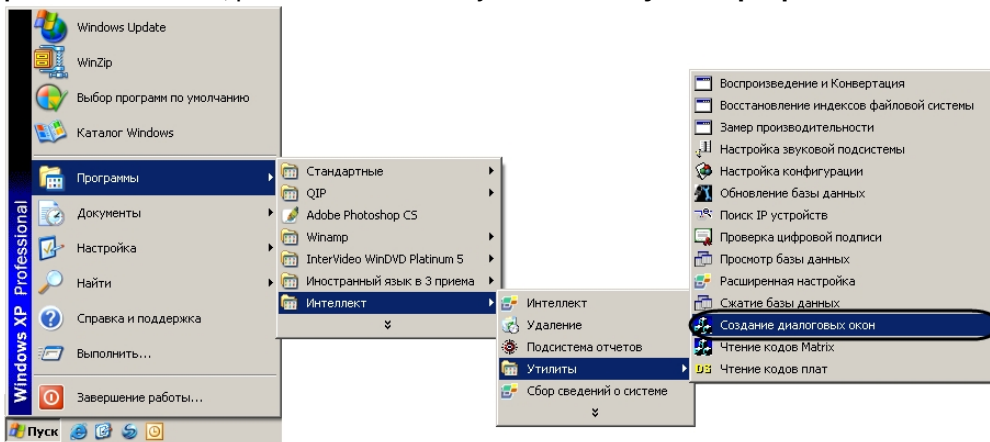 Windows Update
WinZip
Выбор программ по умолчанию
Каталог Windows
Программы
Документы
Настройка
Найти
Справка и поддержка
Выполнить...
Завершение работы...
Windows XP Professional
Пуск
Стандартные
QIP
Adobe Photoshop CS
Winamp
InterVideo WinDVD Platinum 5
Иностранный язык в 3 приема
Интеллект
Интеллект
Удаление
Подсистема отчетов
Утилиты
Сбор сведений о системе
Воспроизведение и Конвертация
Восстановление индексов файловой системы
Замер производительности
Настройка звуковой подсистемы
Настройка конфигурации
Обновление базы данных
Поиск IP устройств
Проверка цифровой подписи
Просмотр базы данных
Расширенная настройка
Сжатие базы данных
Создание диалоговых окон
Чтение кодов Matrix
Чтение кодов плат